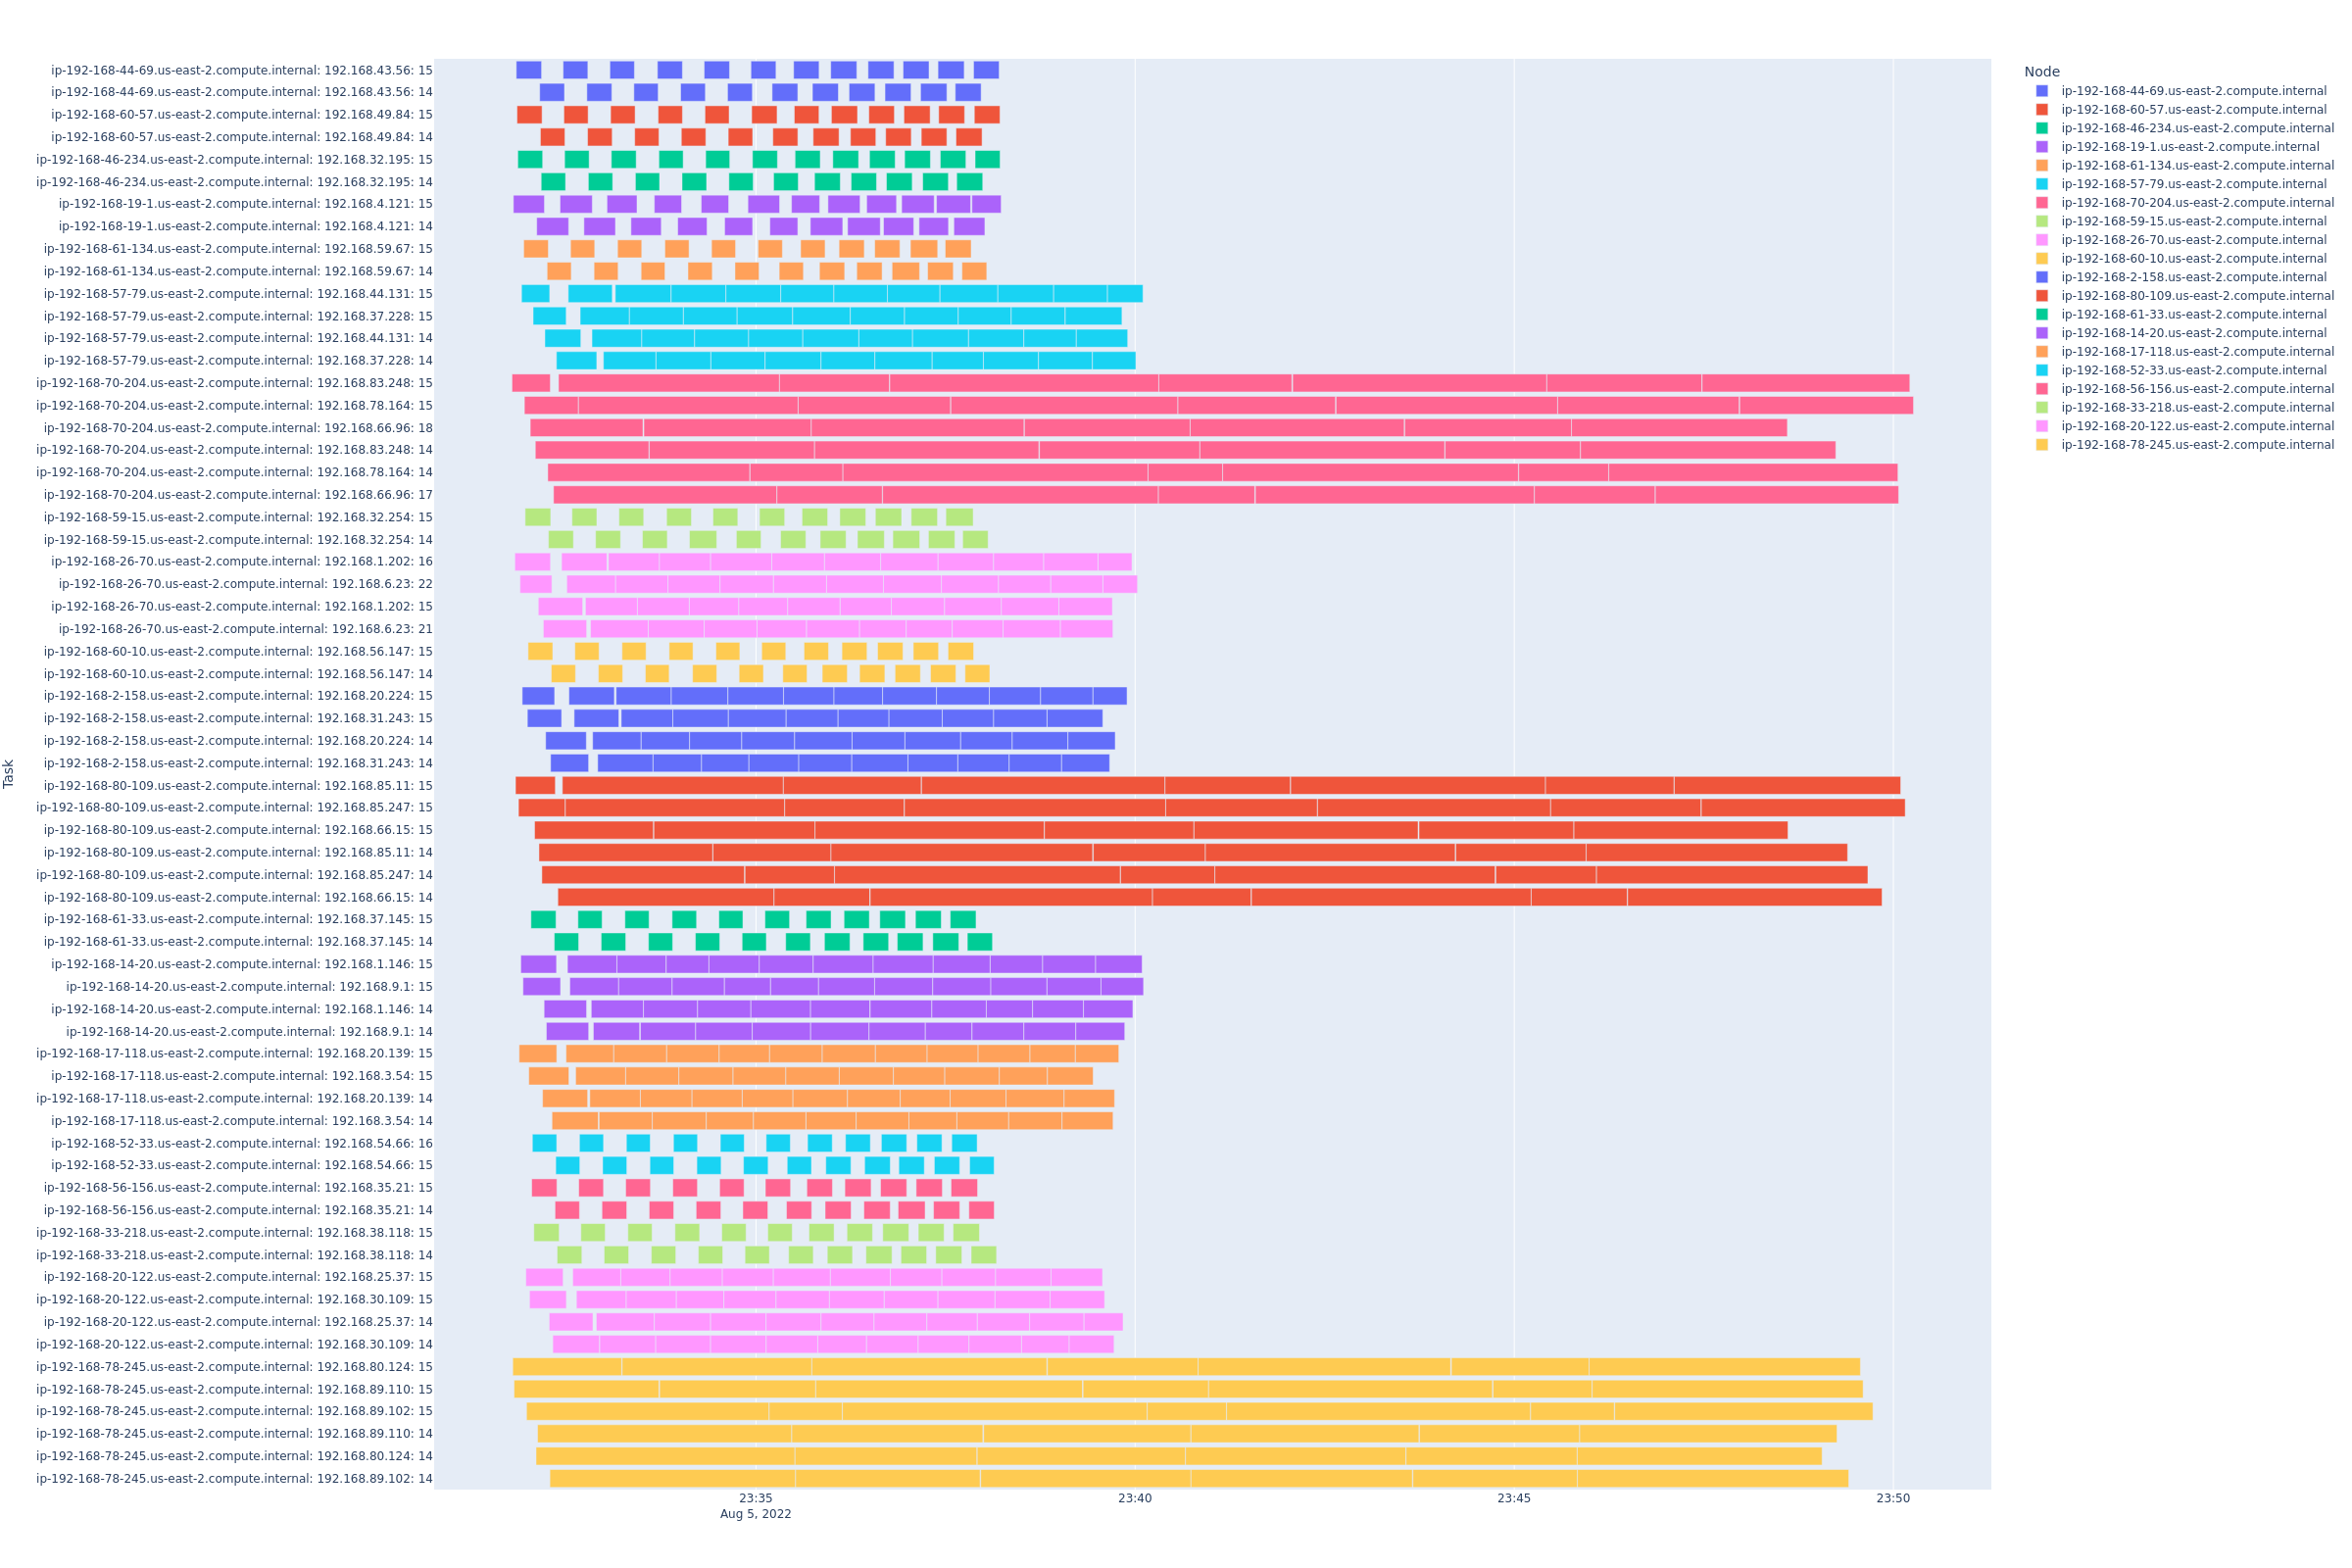 ip-192-168-44-69.us-east-2.compute.internal: 192.168.43.56: 15
ip-192-168-44-69.us-east-2.compute.internal: 192.168.43.56: 14
ip-192-168-60-57.us-east-2.compute.internal: 192.168.49.84: 15
ip-192-168-60-57.us-east-2.compute.internal: 192.168.49.84: 14
ip-192-168-46-234.us-east-2.compute.internal: 192.168.32.195: 15
ip-192-168-46-234.us-east-2.compute.internal: 192.168.32.195: 14
ip-192-168-19-1.us-east-2.compute.internal: 192.168.4.121: 15
ip-192-168-19-1.us-east-2.compute.internal: 192.168.4.121: 14
ip-192-168-61-134.us-east-2.compute.internal: 192.168.59.67: 15
ip-192-168-61-134.us-east-2.compute.internal: 192.168.59.67: 14
ip-192-168-57-79.us-east-2.compute.internal: 192.168.44.131: 15
ip-192-168-57-79.us-east-2.compute.internal: 192.168.37.228: 15
ip-192-168-57-79.us-east-2.compute.internal: 192.168.44.131: 14
ip-192-168-57-79.us-east-2.compute.internal: 192.168.37.228: 14
ip-192-168-70-204.us-east-2.compute.internal: 192.168.83.248: 15
ip-192-168-70-204.us-east-2.compute.internal: 192.168.78.164: 15
ip-192-168-70-204.us-east-2.compute.internal: 192.168.66.96: 18
ip-192-168-70-204.us-east-2.compute.internal: 192.168.83.248: 14
ip-192-168-70-204.us-east-2.compute.internal: 192.168.78.164: 14
ip-192-168-70-204.us-east-2.compute.internal: 192.168.66.96: 17
ip-192-168-59-15.us-east-2.compute.internal: 192.168.32.254: 15
ip-192-168-59-15.us-east-2.compute.internal: 192.168.32.254: 14
ip-192-168-26-70.us-east-2.compute.internal: 192.168.1.202: 16
ip-192-168-26-70.us-east-2.compute.internal: 192.168.6.23: 22
ip-192-168-26-70.us-east-2.compute.internal: 192.168.1.202: 15
ip-192-168-26-70.us-east-2.compute.internal: 192.168.6.23: 21
ip-192-168-60-10.us-east-2.compute.internal: 192.168.56.147: 15
ip-192-168-60-10.us-east-2.compute.internal: 192.168.56.147: 14
ip-192-168-2-158.us-east-2.compute.internal: 192.168.20.224: 15
ip-192-168-2-158.us-east-2.compute.internal: 192.168.31.243: 15
ip-192-168-2-158.us-east-2.compute.internal: 192.168.20.224: 14
ip-192-168-2-158.us-east-2.compute.internal: 192.168.31.243: 14
ip-192-168-80-109.us-east-2.compute.internal: 192.168.85.11: 15
ip-192-168-80-109.us-east-2.compute.internal: 192.168.85.247: 15
ip-192-168-80-109.us-east-2.compute.internal: 192.168.66.15: 15
ip-192-168-80-109.us-east-2.compute.internal: 192.168.85.11: 14
ip-192-168-80-109.us-east-2.compute.internal: 192.168.85.247: 14
ip-192-168-80-109.us-east-2.compute.internal: 192.168.66.15: 14
ip-192-168-61-33.us-east-2.compute.internal: 192.168.37.145: 15
ip-192-168-61-33.us-east-2.compute.internal: 192.168.37.145: 14
ip-192-168-14-20.us-east-2.compute.internal: 192.168.1.146: 15
ip-192-168-14-20.us-east-2.compute.internal: 192.168.9.1: 15
ip-192-168-14-20.us-east-2.compute.internal: 192.168.1.146: 14
ip-192-168-14-20.us-east-2.compute.internal: 192.168.9.1: 14
ip-192-168-17-118.us-east-2.compute.internal: 192.168.20.139: 15
ip-192-168-17-118.us-east-2.compute.internal: 192.168.3.54: 15
ip-192-168-17-118.us-east-2.compute.internal: 192.168.20.139: 14
ip-192-168-17-118.us-east-2.compute.internal: 192.168.3.54: 14
ip-192-168-52-33.us-east-2.compute.internal: 192.168.54.66: 16
ip-192-168-52-33.us-east-2.compute.internal: 192.168.54.66: 15
ip-192-168-56-156.us-east-2.compute.internal: 192.168.35.21: 15
ip-192-168-56-156.us-east-2.compute.internal: 192.168.35.21: 14
ip-192-168-33-218.us-east-2.compute.internal: 192.168.38.118: 15
ip-192-168-33-218.us-east-2.compute.internal: 192.168.38.118: 14
ip-192-168-20-122.us-east-2.compute.internal: 192.168.25.37: 15
ip-192-168-20-122.us-east-2.compute.internal: 192.168.30.109: 15
ip-192-168-20-122.us-east-2.compute.internal: 192.168.25.37: 14
ip-192-168-20-122.us-east-2.compute.internal: 192.168.30.109: 14
ip-192-168-78-245.us-east-2.compute.internal: 192.168.80.124: 15
ip-192-168-78-245.us-east-2.compute.internal: 192.168.89.110: 15
ip-192-168-78-245.us-east-2.compute.internal: 192.168.89.102: 15
ip-192-168-78-245.us-east-2.compute.internal: 192.168.89.110: 14
ip-192-168-78-245.us-east-2.compute.internal: 192.168.80.124: 14
ip-192-168-78-245.us-east-2.compute.internal: 192.168.89.102: 14
Task
23:35 23:40 23:45 23:50
Aug 5, 2022
Node
ip-192-168-44-69.us-east-2.compute.internal
ip-192-168-60-57.us-east-2.compute.internal
ip-192-168-46-234.us-east-2.compute.internal
ip-192-168-19-1.us-east-2.compute.internal
ip-192-168-61-134.us-east-2.compute.internal
ip-192-168-57-79.us-east-2.compute.internal
ip-192-168-70-204.us-east-2.compute.internal
ip-192-168-59-15.us-east-2.compute.internal
ip-192-168-26-70.us-east-2.compute.internal
ip-192-168-60-10.us-east-2.compute.internal
ip-192-168-2-158.us-east-2.compute.internal
ip-192-168-80-109.us-east-2.compute.internal
ip-192-168-61-33.us-east-2.compute.internal
ip-192-168-14-20.us-east-2.compute.internal
ip-192-168-17-118.us-east-2.compute.internal
ip-192-168-52-33.us-east-2.compute.internal
ip-192-168-56-156.us-east-2.compute.internal
ip-192-168-33-218.us-east-2.compute.internal
ip-192-168-20-122.us-east-2.compute.internal
ip-192-168-78-245.us-east-2.compute.internal